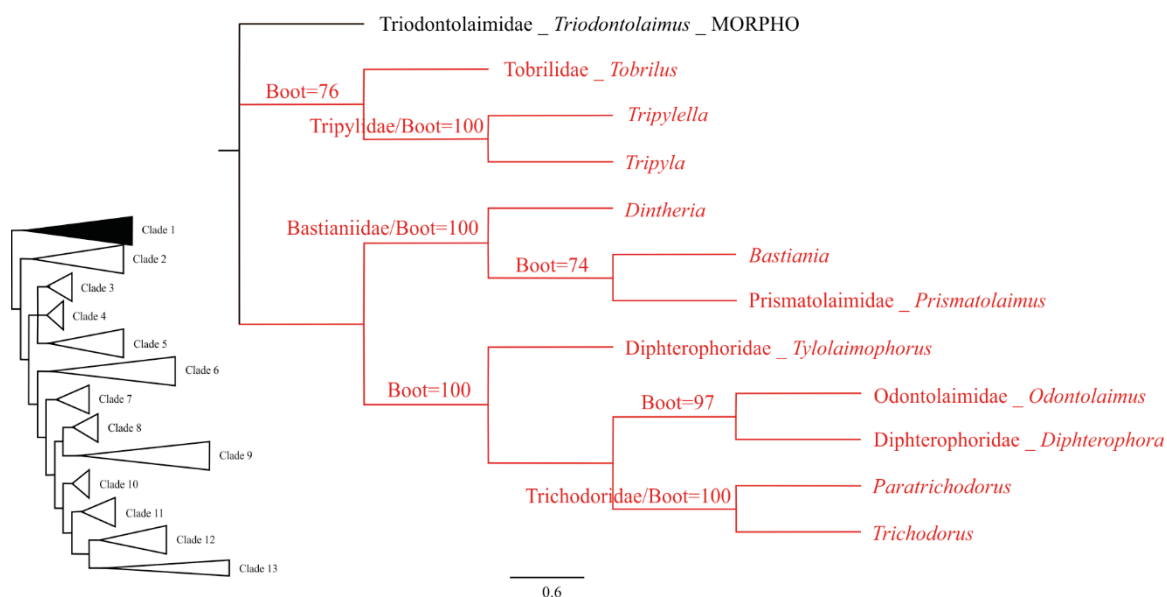 Triodontolaimidae _ Triodontolaimus _ MORPHO
Tobrilidae _ Tobrilus
Boot=76
Tripylella
Tripylidae/Boot=100
Tripyla
Dintheria
Bastianiidae/Boot=100
Bastiania
Boot=74
Prismatolaimidae _ Prismatolaimus
Diphterophoridae _ Tylolaimophorus
Boot=100
Odontolaimidae _ Odontolaimus
Boot=97
Diphterophoridae _ Diphterophora
Paratrichodorus
Trichodoridae/Boot=100
Trichodorus
0.6
Clade 1
Clade 2
Clade 3
Clade 4
Clade 5
Clade 6
Clade 7
Clade 8
Clade 9
Clade 10
Clade 11
Clade 12
Clade 13